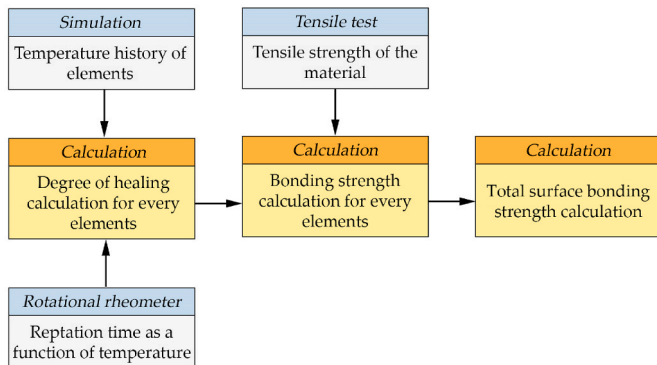 Simulation
Temperature history of
elements
Tensile test
Tensile strength of the
material
Calculation
Degree of healing
calculation for every
elements
Calculation
Bonding strength
calculation for every
elements
Calculation
Total surface bonding
strength calculation
Rotational rheometer
Reptation time as a
function of temperature